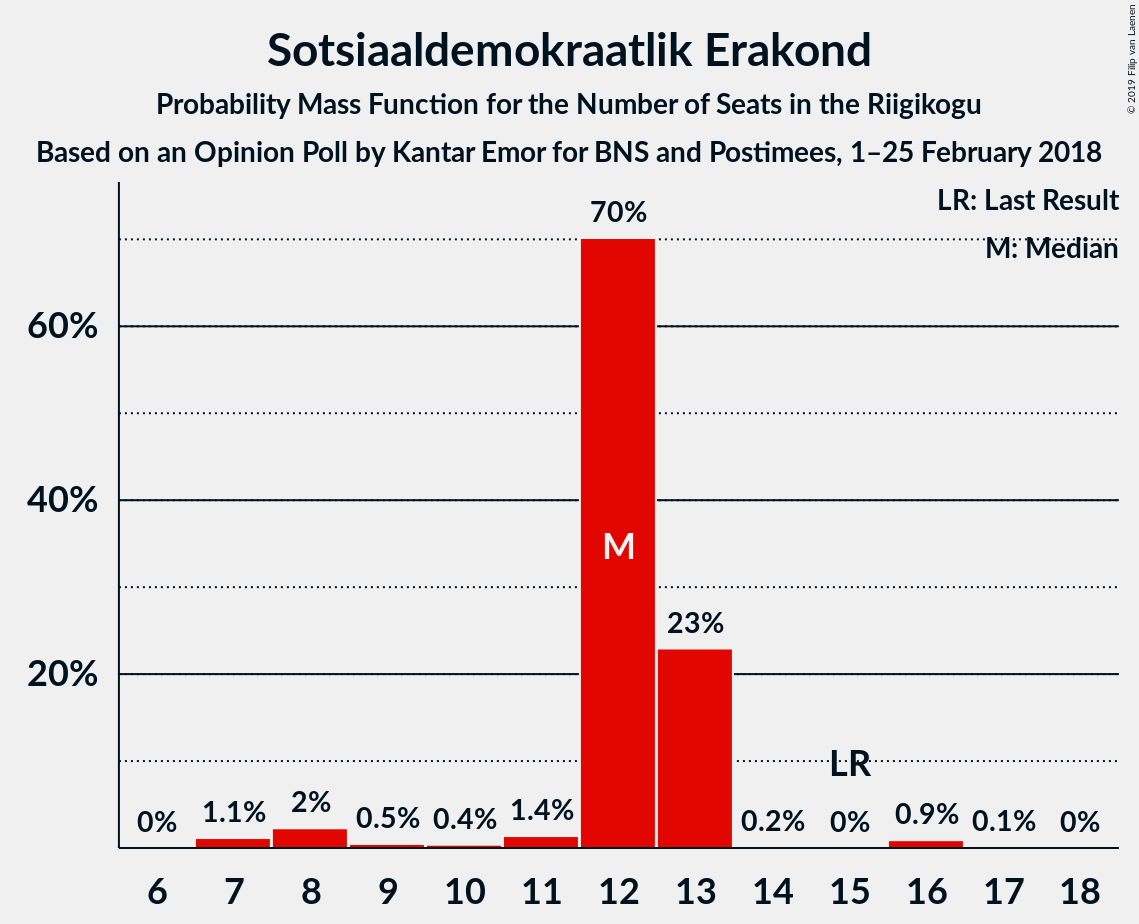 Sotsiaaldemokraatlik Erakond
Probability Mass Function for the Number of Seats in the Riigikogu
Based on an Opinion Poll by Kantar Emor for BNS and Postimees, 1–25 February 2018
© 2019 Filip van Laenen
LR: Last Result
M: Median
60%
40%
20%
0%
1.1%
2%
0.5%
0.4%
1.4%
70%
M
23%
0.2%
LR
0%
0.9%
0.1%
0%
6 7 8 9 10 11 12 13 14 15 16 17 18